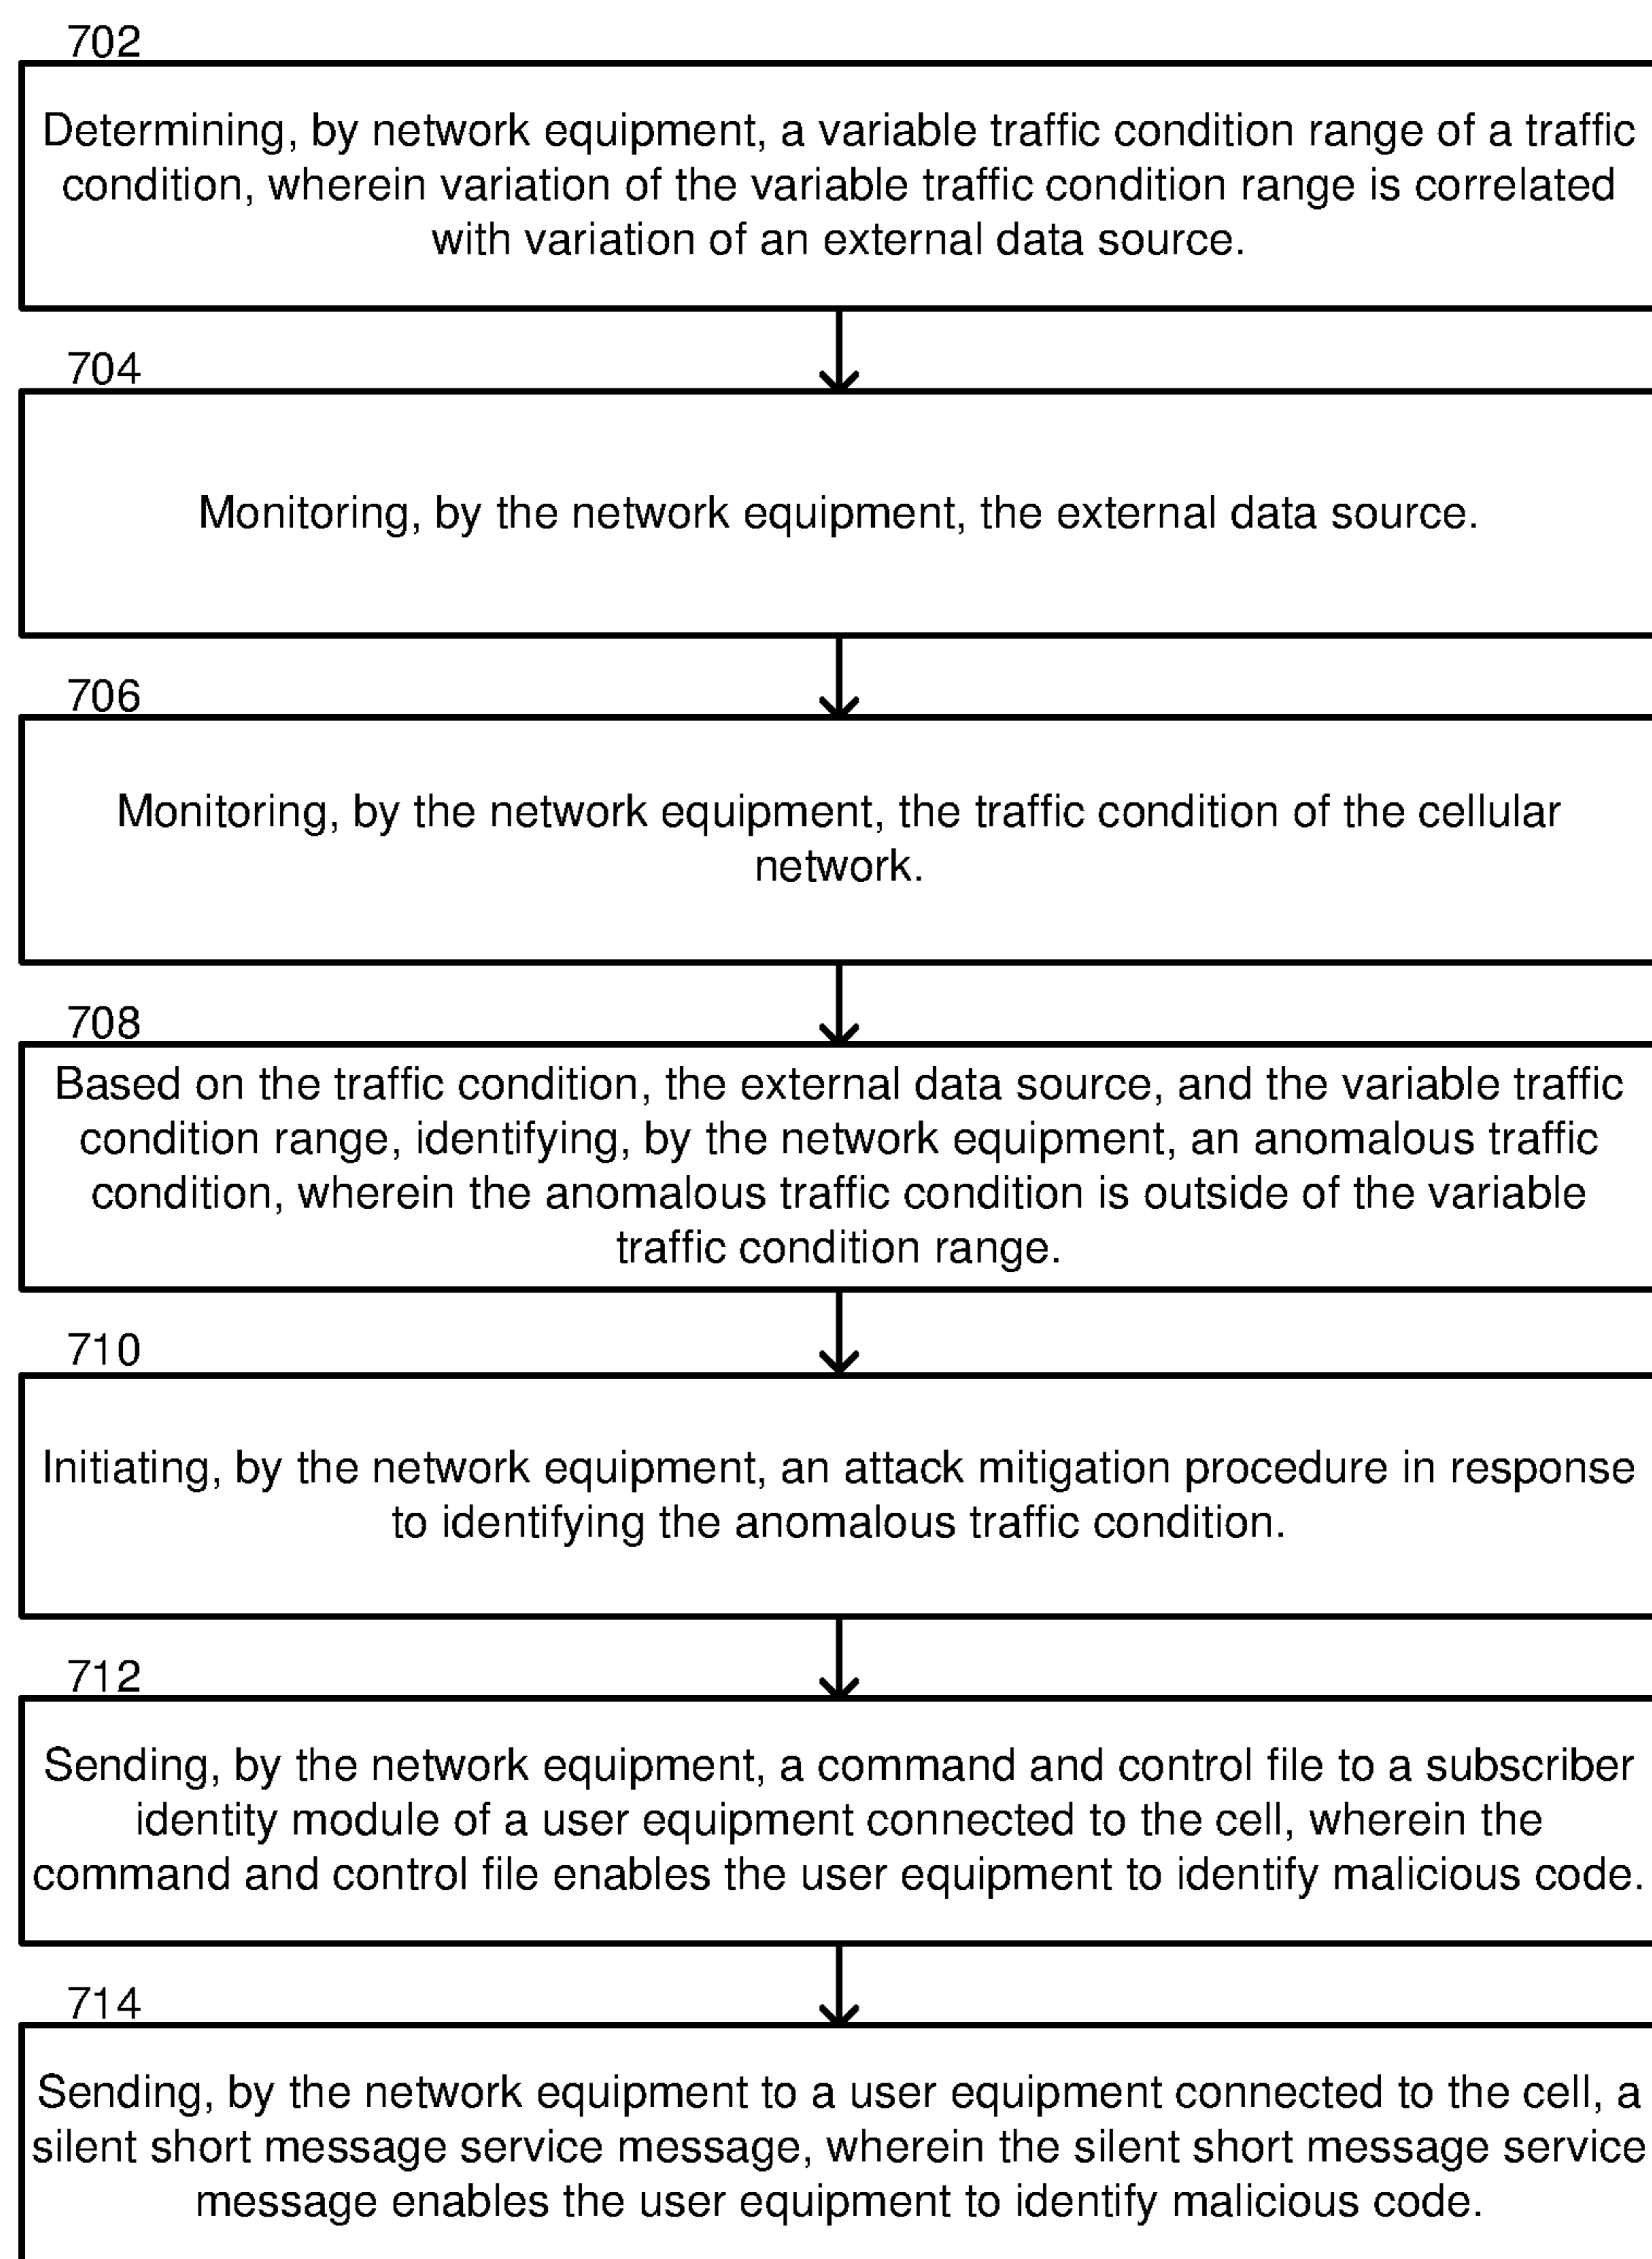 702
Determining, by network equipment, a variable traffic condition range of a traffic
condition, wherein variation of the variable traffic condition range is correlated
with variation of an external data source.
704
Monitoring, by the network equipment, the external data source.
706
Monitoring, by the network equipment, the traffic condition of the cellular
network.
708
Based on the traffic condition, the external data source, and the variable traffic
condition range, identifying, by the network equipment, an anomalous traffic
condition, wherein the anomalous traffic condition is outside of the variable
traffic condition range.
710
Initiating, by the network equipment, an attack mitigation procedure in response
to identifying the anomalous traffic condition.
712
Sending, by the network equipment, a command and control file to a subscriber
identity module of a user equipment connected to the cell, wherein the
command and control file enables the user equipment to identify malicious code.
714
Sending, by the network equipment to a user equipment connected to the cell, a
silent short message service message, wherein the silent short message service
message enables the user equipment to identify malicious code.